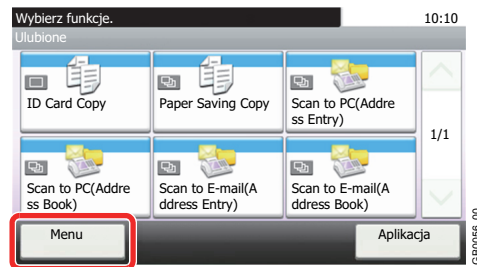 Wybierz funkcje.
10:10
Ulubione
ID Card Copy
Paper Saving Copy
Scan to PC(Addre
ss Entry)
1/1
Scan to PC(Addre
ss Book)
Scan to E-mail(A
ddress Entry)
Scan to E-mail(A
ddress Book)
Menu
Aplikacja
GB0056_00